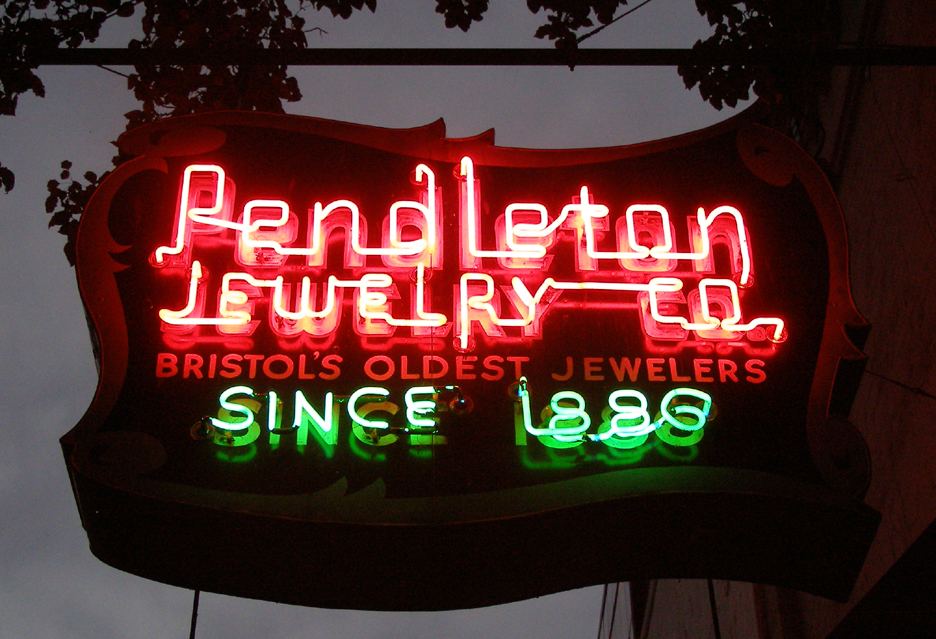 Pendleton
JEWELRY CO.
BRISTOL'S OLDEST JEWELERS
SINCE 1886